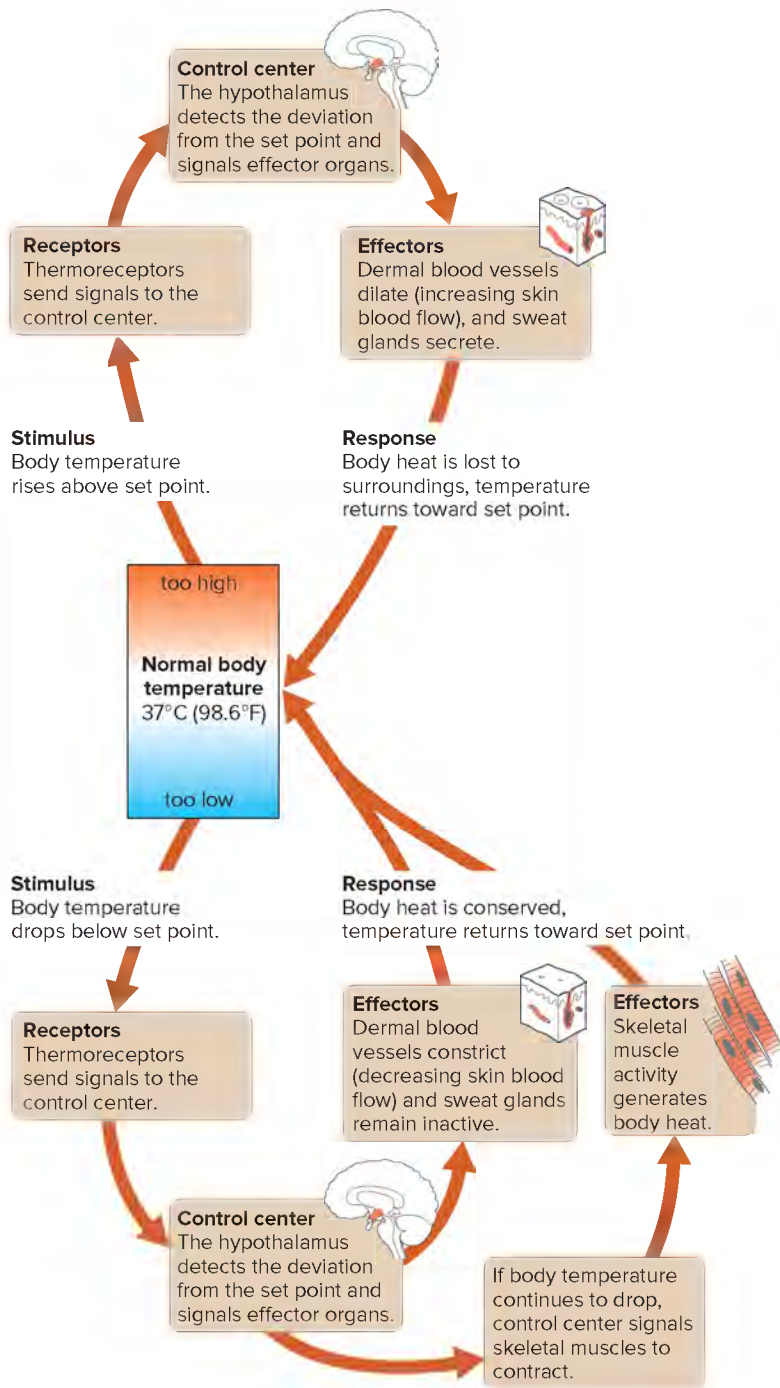 Control center
The hypothalamus
detects the deviation
from the set point and
signals effector organs.
Receptors
Thermoreceptors
send signals to the
control center.
Effectors
Dermal blood vessels
dilate (increasing skin
blood flow), and sweat
glands secrete.
Stimulus
Body temperature
rises above set point.
Response
Body heat is lost to
surroundings, temperature
returns toward set point.
too high
Normal body
temperature
37°C (98.6°F)
too low
Stimulus
Body temperature
drops below set point.
Response
Body heat is conserved,
temperature returns toward set point.
Receptors
Thermoreceptors
send signals to the
control center.
Effectors
Dermal blood
vessels constrict
(decreasing skin blood
flow) and sweat glands
remain inactive.
Effectors
Skeletal
muscle
activity
generates
body heat.
Control center
The hypothalamus
detects the deviation
from the set point and
signals effector organs.
If body temperature
continues to drop,
control center signals
skeletal muscles to
contract.